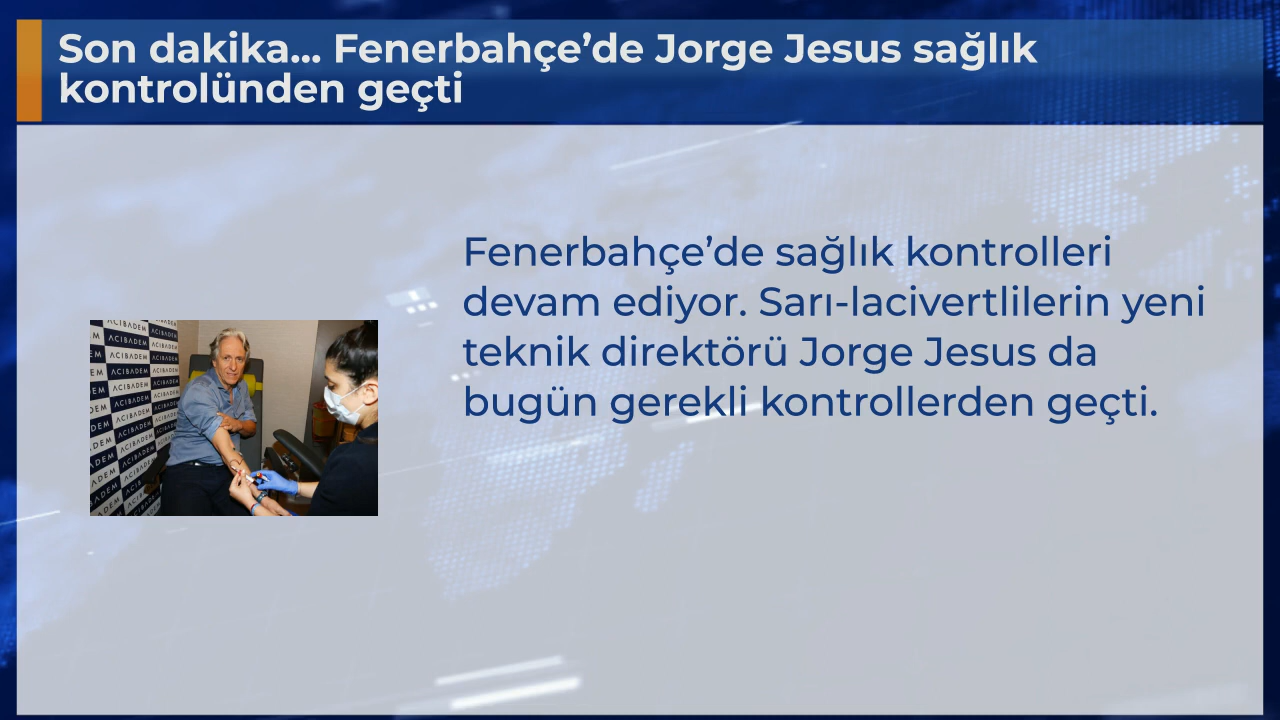 Son dakika... Fenerbahçe’de Jorge Jesus sağlık
kontrolünden geçti
Fenerbahçe’de sağlık kontrolleri
devam ediyor. Sarı-lacivertlilerin yeni
teknik direktörü Jorge Jesus da
bugün gerekli kontrollerden geçti.
ACIBADEM